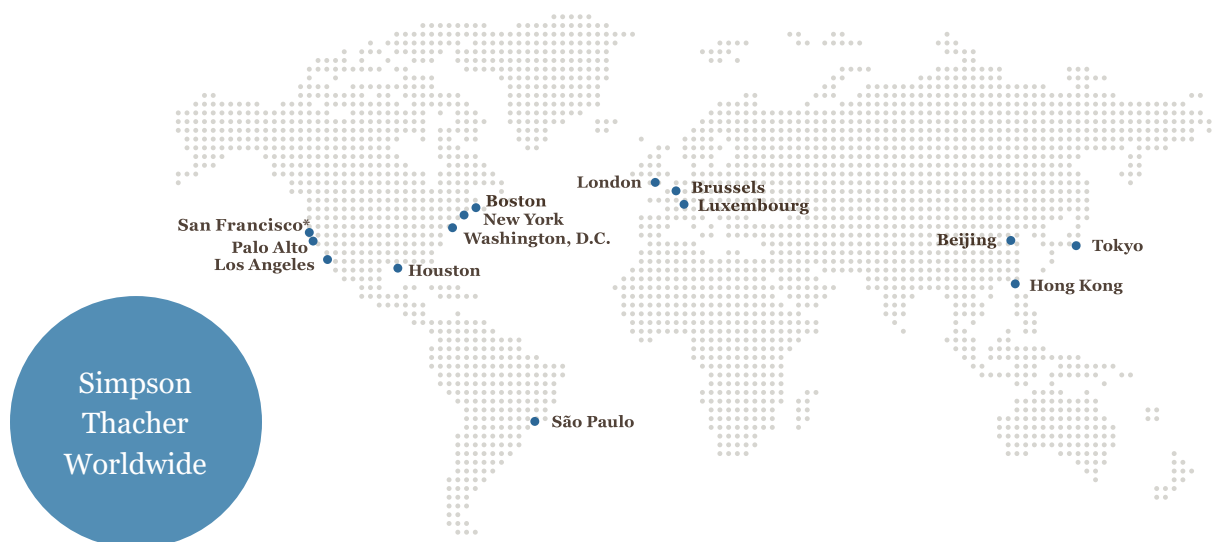 London
Brussels
Luxembourg
Boston
New York
Washington, D.C.
San Francisco*
Palo Alto
Los Angeles
Houston
Beijing
Tokyo
Hong Kong
São Paulo
Simpson
Thacher
Worldwide